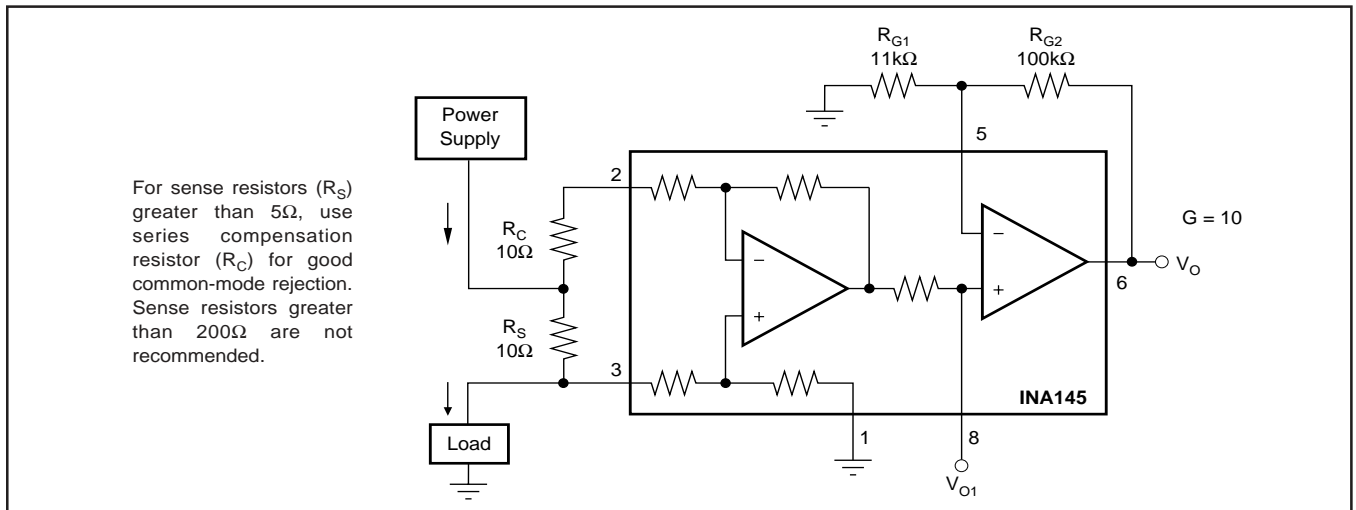 R_G1
11kΩ
R_G2
100kΩ
Power
Supply
5
For sense resistors (R_S)
greater than 5Ω, use
series compensation
resistor (R_C) for good
common-mode rejection.
Sense resistors greater
than 200Ω are not
recommended.
2
R_C
10Ω
R_S
10Ω
3
−
+
−
+
G = 10
V_O
6
INA145
Load
1
8
V_O1